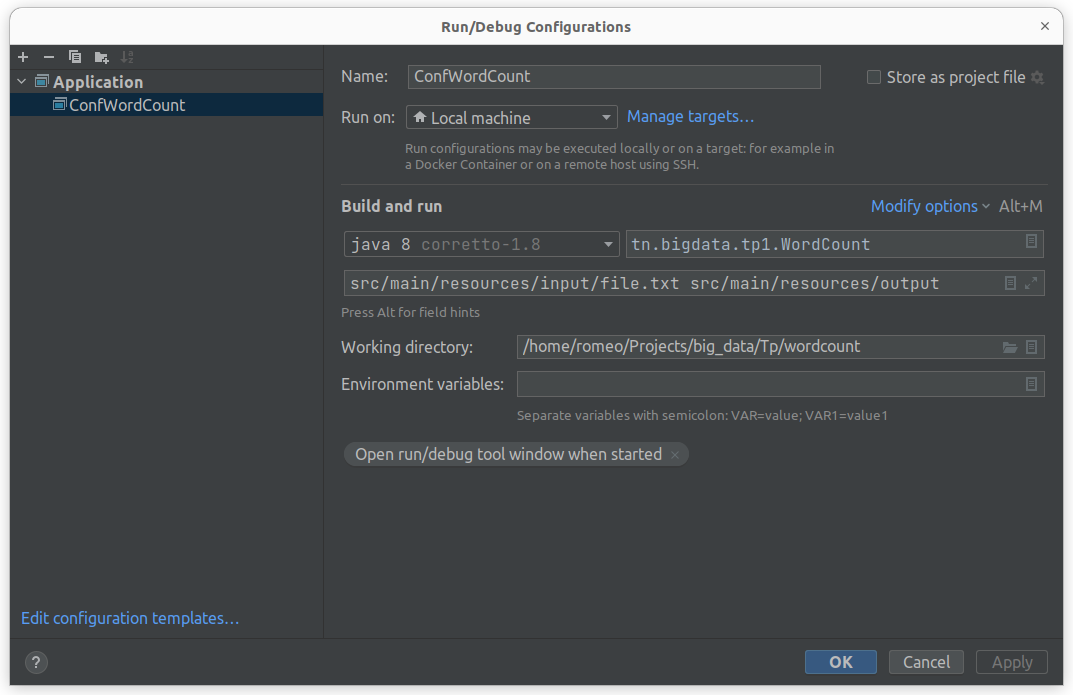 Run/Debug Configurations
Application
ConfWordCount
Edit configuration templates...
Name: ConfWordCount Store as project file
Run on: Local machine Manage targets...
Run configurations may be executed locally or on a target: for example in
a Docker Container or on a remote host using SSH.
Build and run Modify options Alt+M
java 8 corretto-1.8 tn.bigdata.tp1.WordCount
src/main/resources/input/file.txt src/main/resources/output
Press Alt for field hints
Working directory: /home/romeo/Projects/big_data/Tp/wordcount
Environment variables:
Separate variables with semicolon: VAR=value; VAR1=value1
Open run/debug tool window when started
? OK Cancel Apply